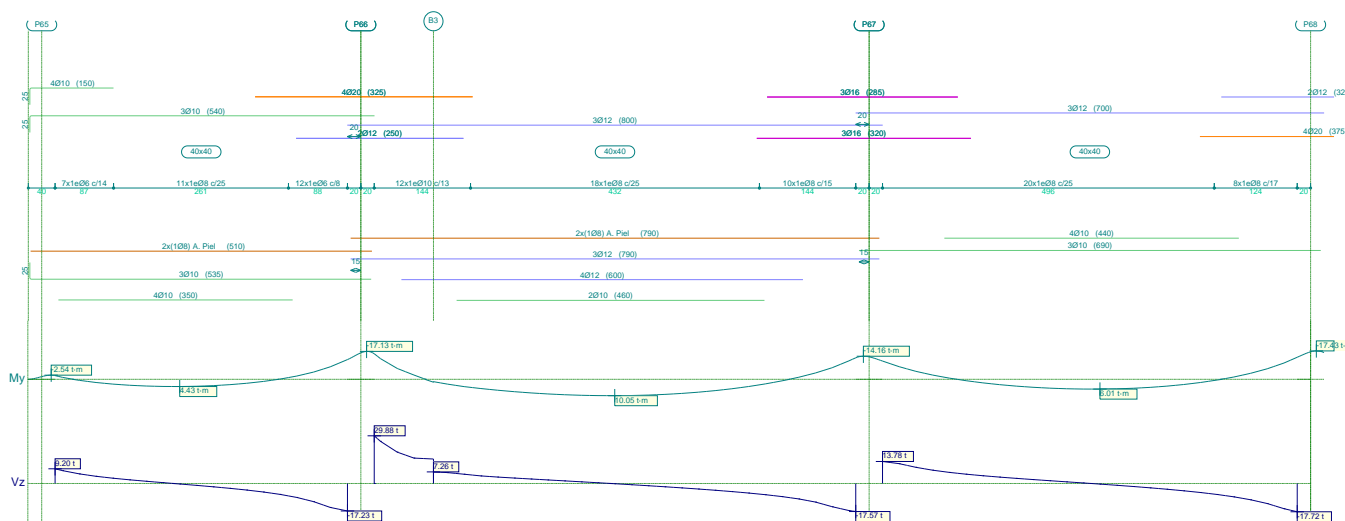 P65 P66 B3 P67 P68
4Ø10 (150)
25
4Ø20 (325)
3Ø16 (285)
2Ø12 (32
3Ø10 (540)
25
3Ø12 (800)
20
3Ø12 (700)
20
2Ø12 (250)
3Ø16 (320)
4Ø20 (375
40x40 40x40 40x40
7x1eØ6 c/14 11x1eØ8 c/25 12x1eØ6 c/8 12x1eØ10 c/13 18x1eØ8 c/25 10x1eØ8 c/15 20x1eØ8 c/25 8x1eØ8 c/17
40 87 261 88 20 20 144 432 144 20 20 496 124 20
2x(1Ø8) A. Piel (510)
2x(1Ø8) A. Piel (790)
4Ø10 (440)
3Ø10 (690)
15
3Ø12 (790)
15
25
3Ø10 (535)
4Ø12 (600)
4Ø10 (350)
2Ø10 (460)
My
-2.54 t·m
4.43 t·m
-17.13 t·m
10.05 t·m
-14.16 t·m
6.01 t·m
-17.43 t·
Vz
9.20 t
-17.23 t
29.88 t
7.26 t
-17.57 t
13.78 t
-17.72 t